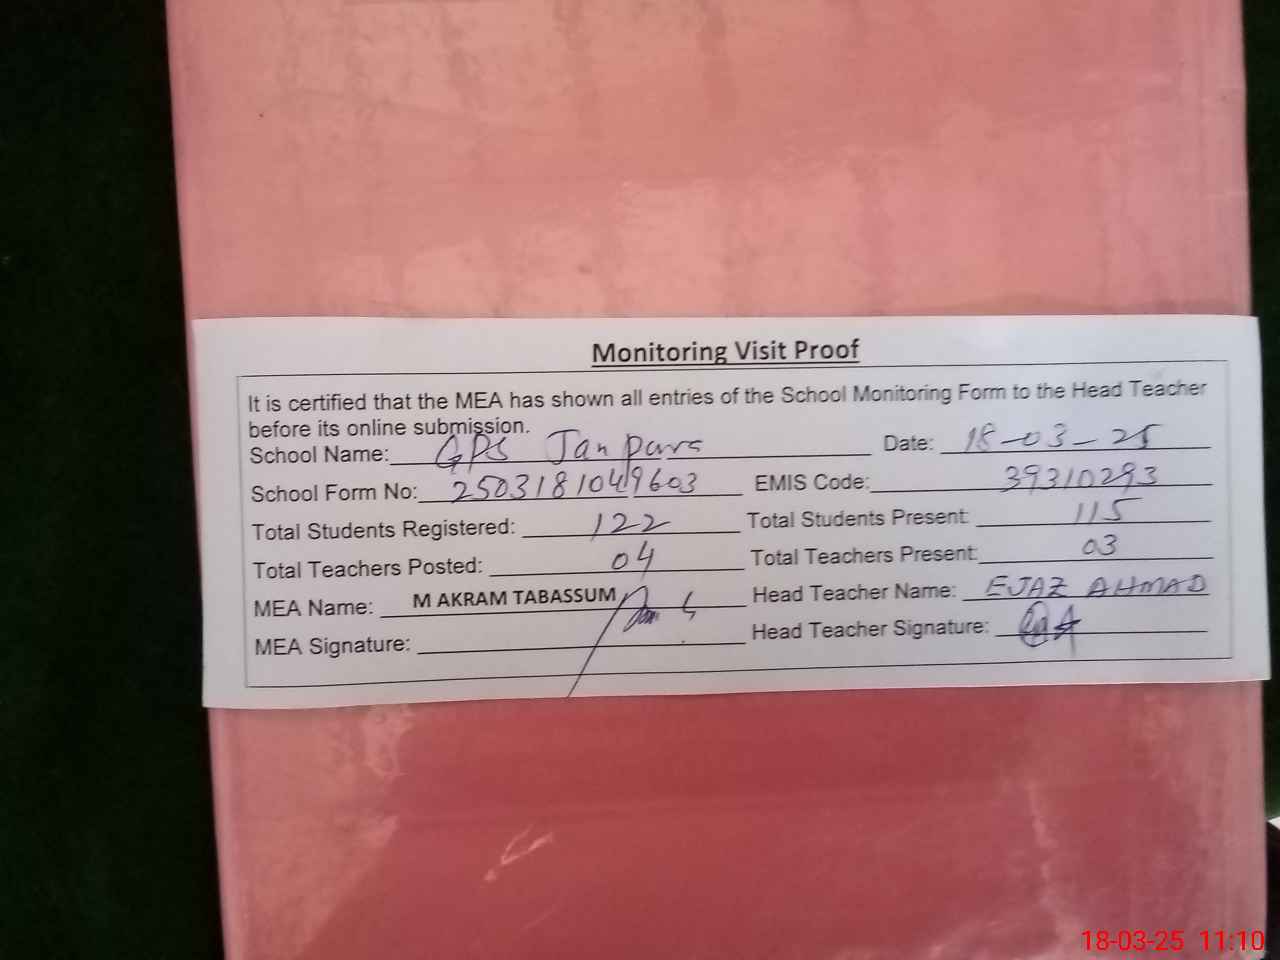 Monitoring Visit Proof
It is certified that the MEA has shown all entries of the School Monitoring Form to the Head Teacher
before its online submission.
School Name: GPS Janpura Date: 18-03-25
School Form No: 2503181049603 EMIS Code: 39310293
Total Students Registered: 122 Total Students Present: 115
Total Teachers Posted: 04 Total Teachers Present: 03
MEA Name: M AKRAM TABASSUM Head Teacher Name: EJAZ AHMAD
MEA Signature: Head Teacher Signature:
18-03-25 11:10